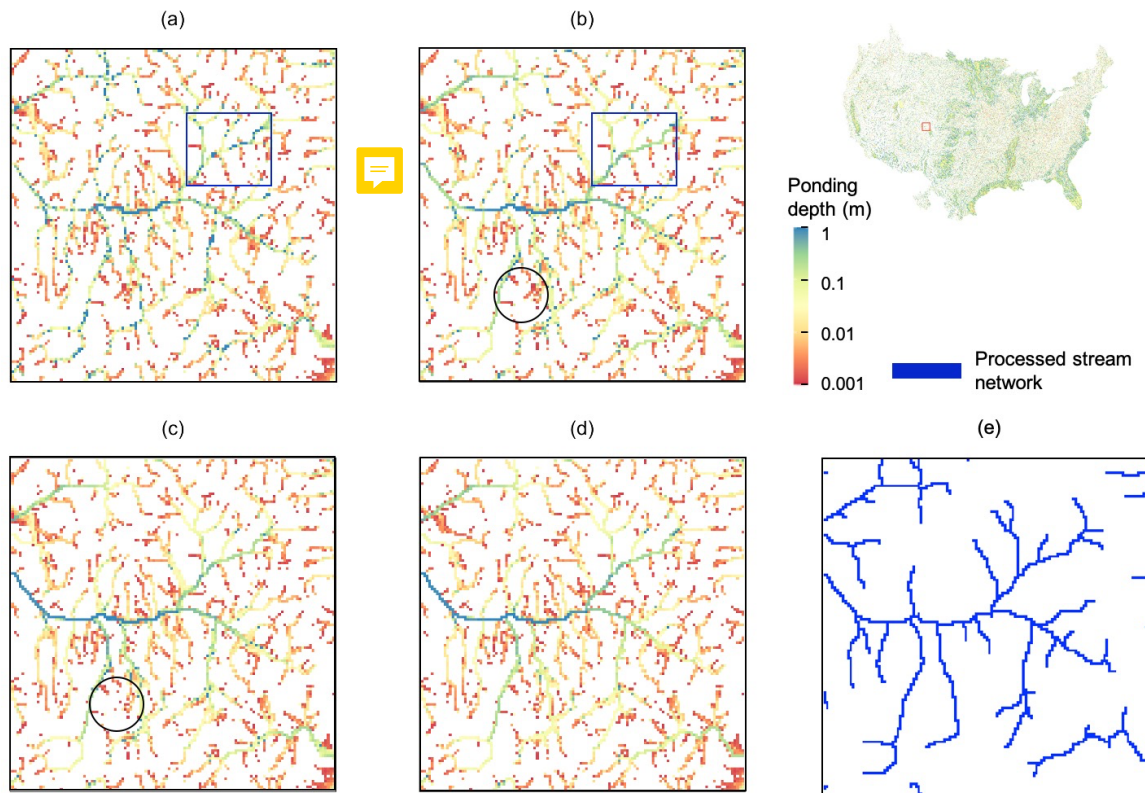 (a)
(b)
Ponding
depth (m)
1
0.1
0.01
0.001
Processed stream
network
(c)
(d)
(e)